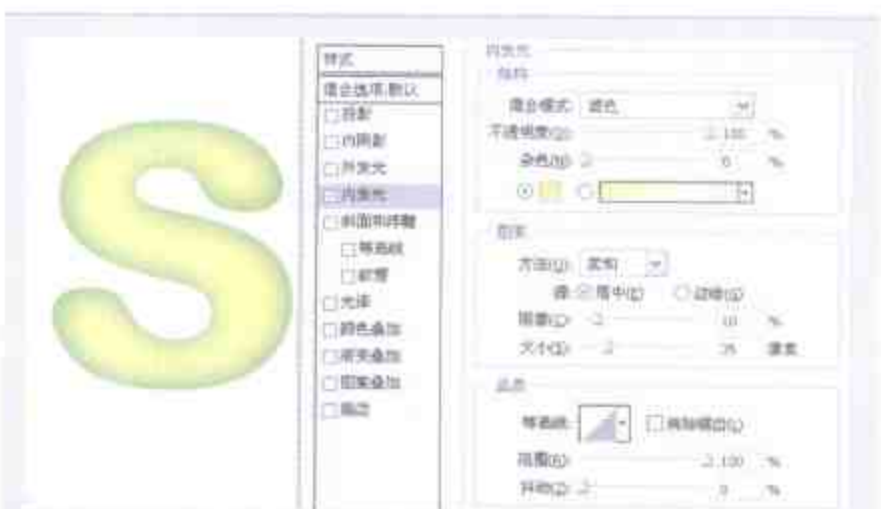 S
样式
混合选项:默认
投影
内阴影
外发光
内发光
斜面和浮雕
等高线
纹理
光泽
颜色叠加
渐变叠加
图案叠加
描边
内发光
结构
混合模式: 滤色
不透明度(O): 100 %
杂色(N): 0 %
图素
方法(Q): 柔和
源: 居中(E) 边缘(G)
阻塞(C): 10 %
大小(S): 像素
品质
等高线: 消除锯齿(L)
范围(R): 100 %
抖动(J): 0 %